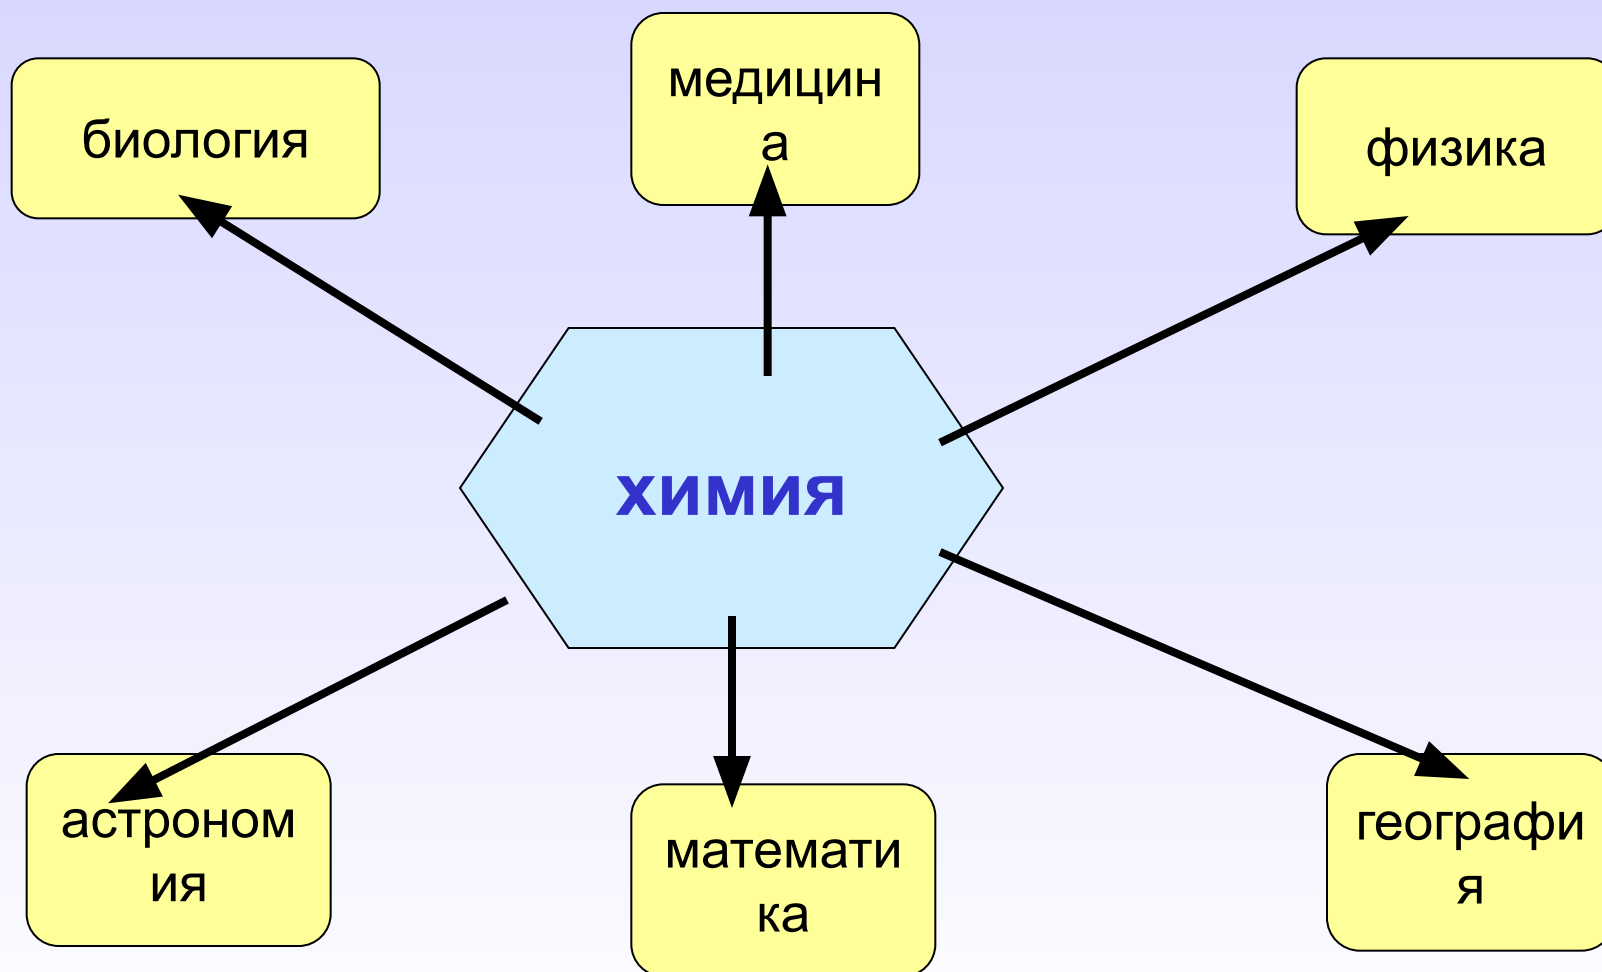 биология
медицин
а
физика
химия
астроном
ия
математи
ка
географи
я